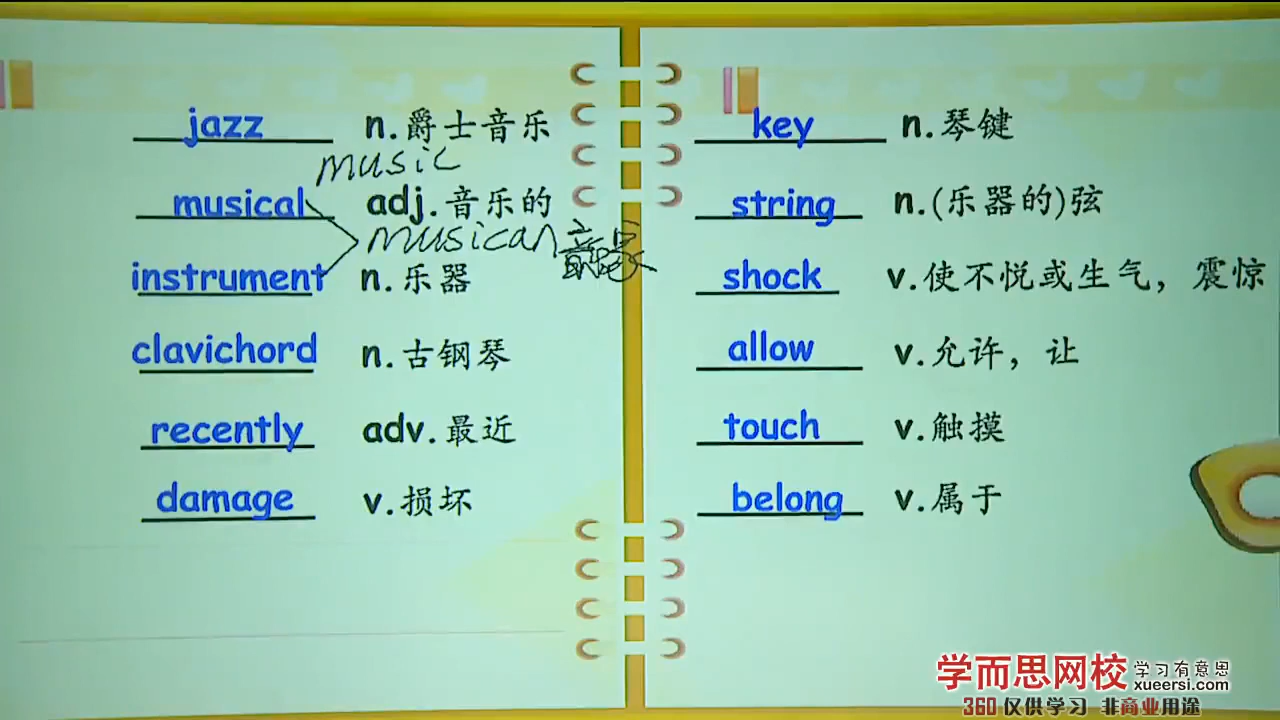 jazz n.爵士音乐
music
musical adj.音乐的
musican 音乐家
instrument n.乐器
clavichord n.古钢琴
recently adv.最近
damage v.损坏
key n.琴键
string n.(乐器的)弦
shock v.使不悦或生气，震惊
allow v.允许，让
touch v.触摸
belong v.属于
学而思网校 学习有意思
xueersi.com
360 仅供学习 非商业用途